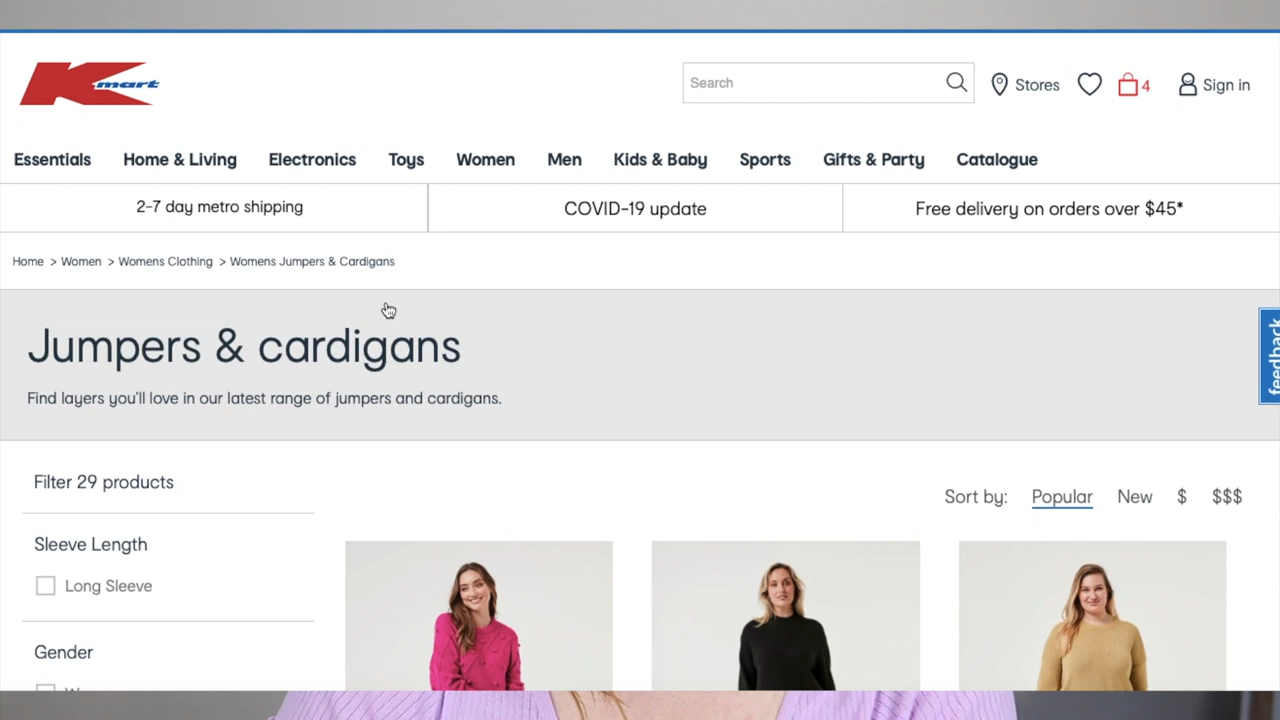 Kmart
Search
Stores
4
Sign in
Essentials Home & Living Electronics Toys Women Men Kids & Baby Sports Gifts & Party Catalogue
2-7 day metro shipping
COVID-19 update
Free delivery on orders over $45*
Home > Women > Womens Clothing > Womens Jumpers & Cardigans
Jumpers & cardigans
Find layers you'll love in our latest range of jumpers and cardigans.
feedback
Filter 29 products
Sort by: Popular New $ $$$
Sleeve Length
Long Sleeve
Gender